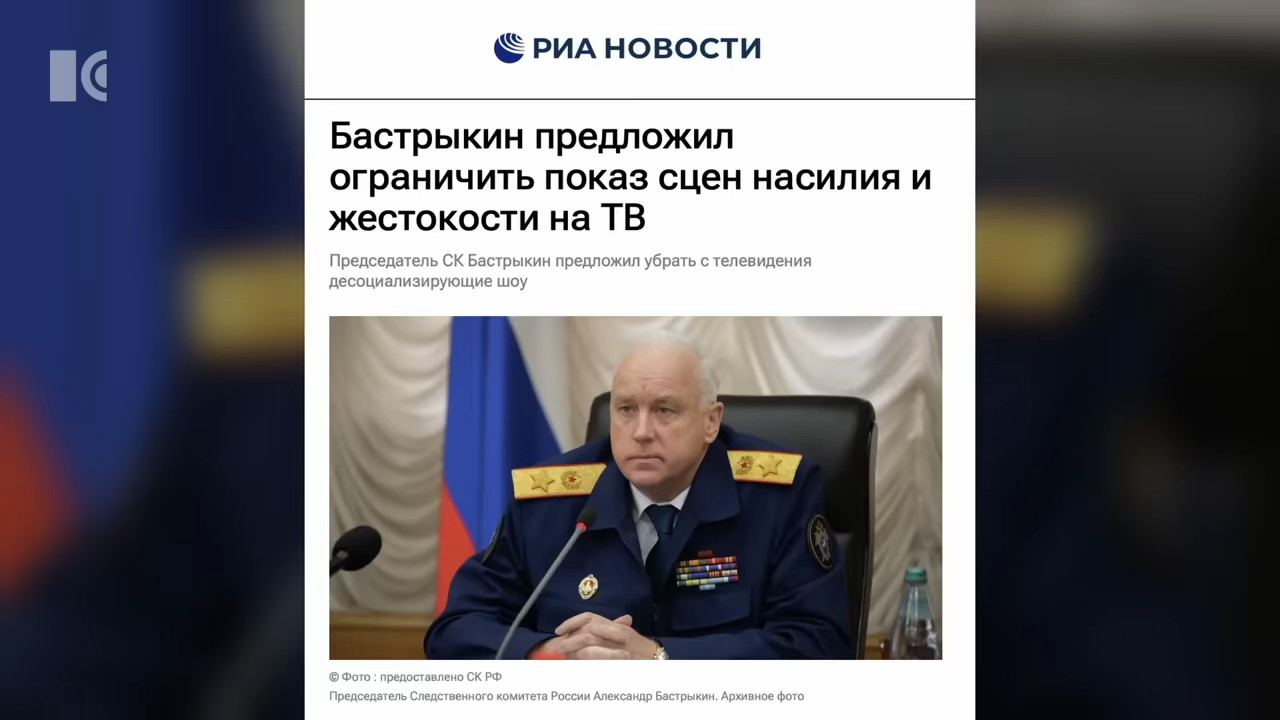 РИА НОВОСТИ
Бастрыкин предложил
ограничить показ сцен насилия и
жестокости на ТВ
Председатель СК Бастрыкин предложил убрать с телевидения
десоциализирующие шоу
© Фото : предоставлено СК РФ
Председатель Следственного комитета России Александр Бастрыкин. Архивное фото